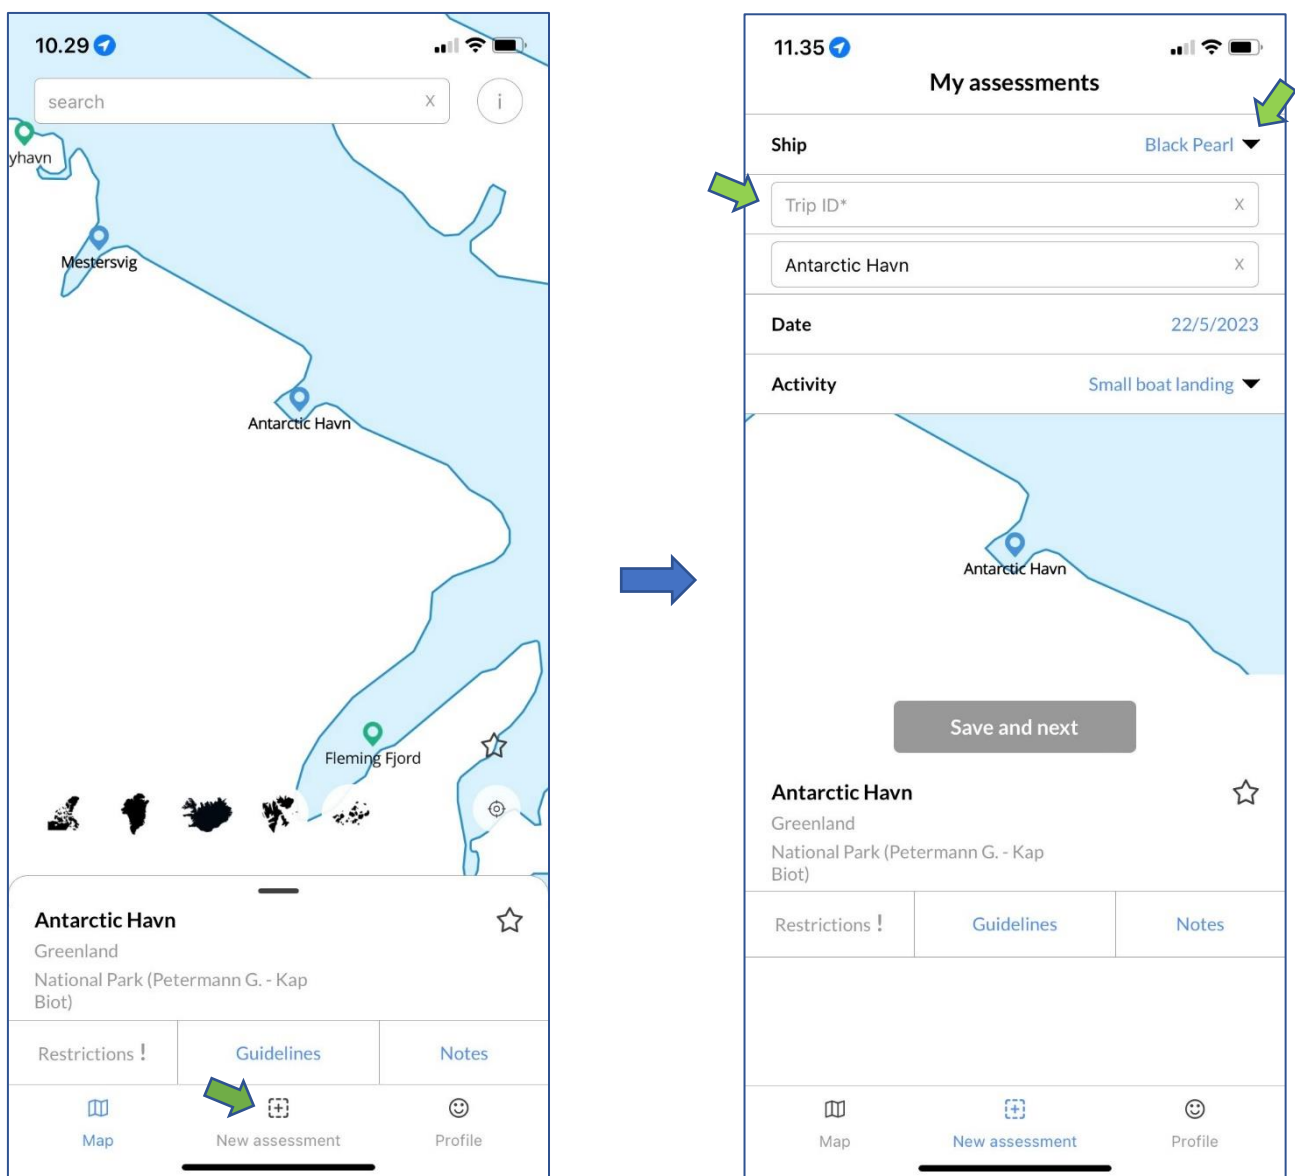 10.29
search X i
yhavn
Mestersvig
Antarctic Havn
Fleming Fjord
Antarctic Havn
Greenland
National Park (Petermann G. - Kap
Biot)
Restrictions ! Guidelines Notes
Map New assessment Profile
11.35
My assessments
Ship Black Pearl
Trip ID* X
Antarctic Havn X
Date 22/5/2023
Activity Small boat landing
Antarctic Havn
Save and next
Antarctic Havn
Greenland
National Park (Petermann G. - Kap
Biot)
Restrictions ! Guidelines Notes
Map New assessment Profile